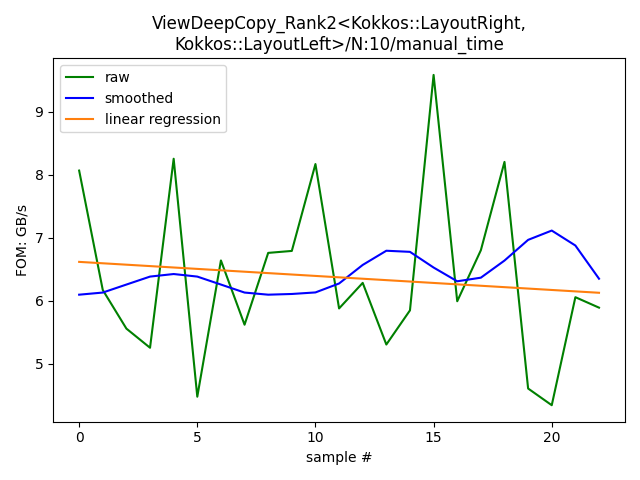 ViewDeepCopy_Rank2<Kokkos::LayoutRight,
Kokkos::LayoutLeft>/N:10/manual_time
raw
smoothed
linear regression
FOM: GB/s
9
8
7
6
5
0
5
10
15
20
sample #